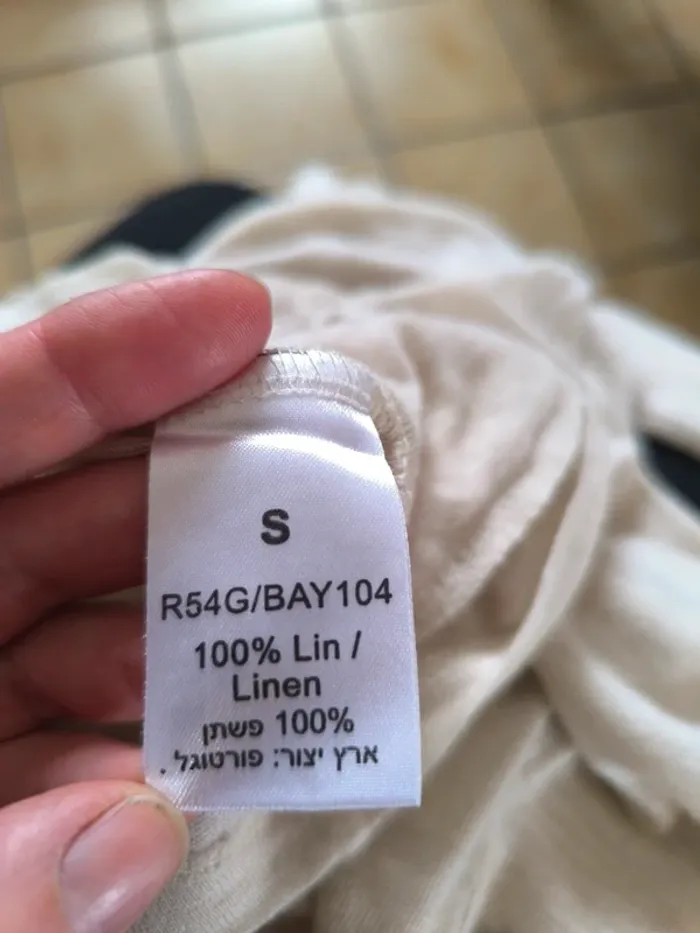 S
R54G/BAY104
100% Lin /
Linen
100% פשתן
ארץ יצור: פורטוגל.